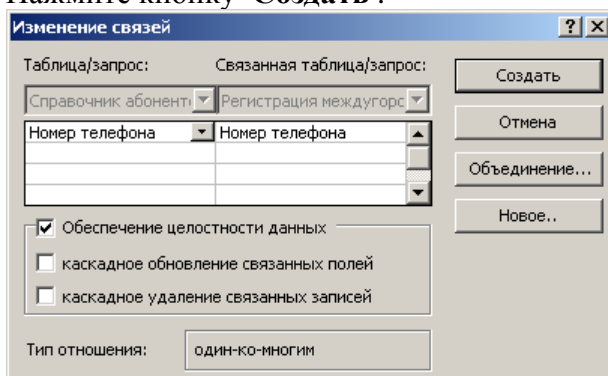 Нажмите кнопку "Создать".
Изменение связей
Таблица/запрос: Связанная таблица/запрос:
Создать
Справочник абоненті Регистрация междугорс
Номер телефона Номер телефона
Отмена
Объединение...
Новое..
Обеспечение целостности данных
каскадное обновление связанных полей
каскадное удаление связанных записей
Тип отношения: один-ко-многим